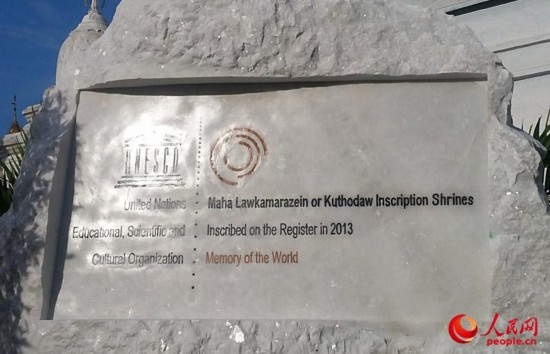 UNESCO
United Nations
Educational, Scientific and
Cultural Organization
Maha Lawkamarazein or Kuthodaw Inscription Shrines
Inscribed on the Register in 2013
Memory of the World
人民网
people.cn